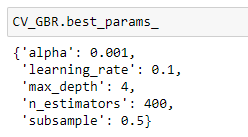 CV_GBR.best_params_
{'alpha': 0.001,
'learning_rate': 0.1,
'max_depth': 4,
'n_estimators': 400,
'subsample': 0.5}